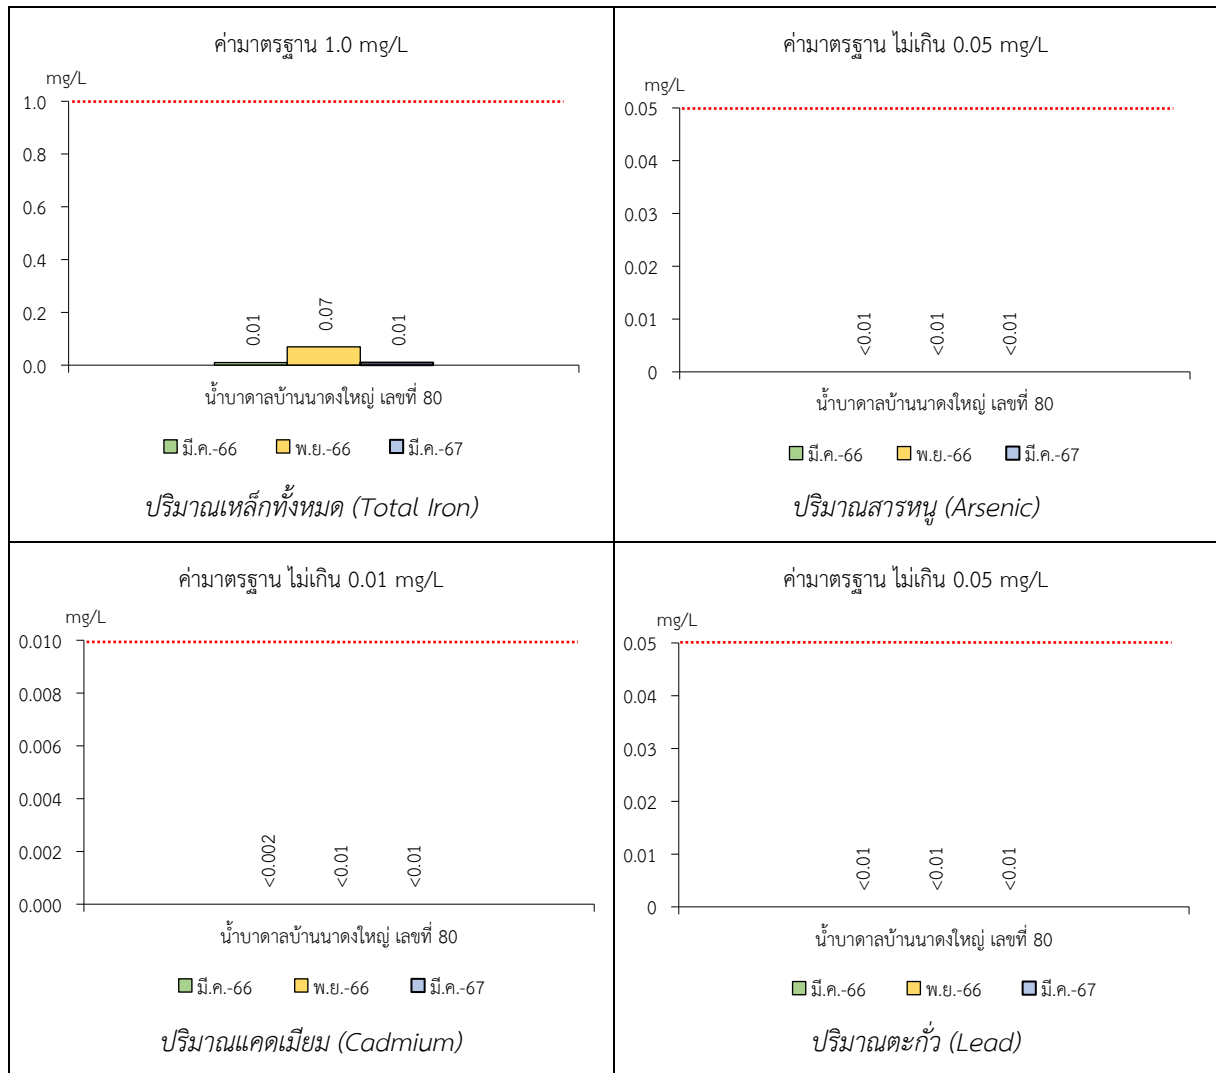 ค่ามาตรฐาน 1.0 mg/L
mg/L
1.0
0.8
0.6
0.4
0.2
0.0
0.01
0.07
0.01
น้ำบาดาลบ้านนาดงใหญ่ เลขที่ 80
มี.ค.-66 พ.ย.-66 มี.ค.-67
ปริมาณเหล็กทั้งหมด (Total Iron)
ค่ามาตรฐาน ไม่เกิน 0.05 mg/L
mg/L
0.05
0.04
0.03
0.02
0.01
0
<0.01
<0.01
<0.01
น้ำบาดาลบ้านนาดงใหญ่ เลขที่ 80
มี.ค.-66 พ.ย.-66 มี.ค.-67
ปริมาณสารหนู (Arsenic)
ค่ามาตรฐาน ไม่เกิน 0.01 mg/L
mg/L
0.010
0.008
0.006
0.004
0.002
0.000
<0.002
<0.01
<0.01
น้ำบาดาลบ้านนาดงใหญ่ เลขที่ 80
มี.ค.-66 พ.ย.-66 มี.ค.-67
ปริมาณแคดเมียม (Cadmium)
ค่ามาตรฐาน ไม่เกิน 0.05 mg/L
mg/L
0.05
0.04
0.03
0.02
0.01
0
<0.01
<0.01
<0.01
น้ำบาดาลบ้านนาดงใหญ่ เลขที่ 80
มี.ค.-66 พ.ย.-66 มี.ค.-67
ปริมาณตะกั่ว (Lead)